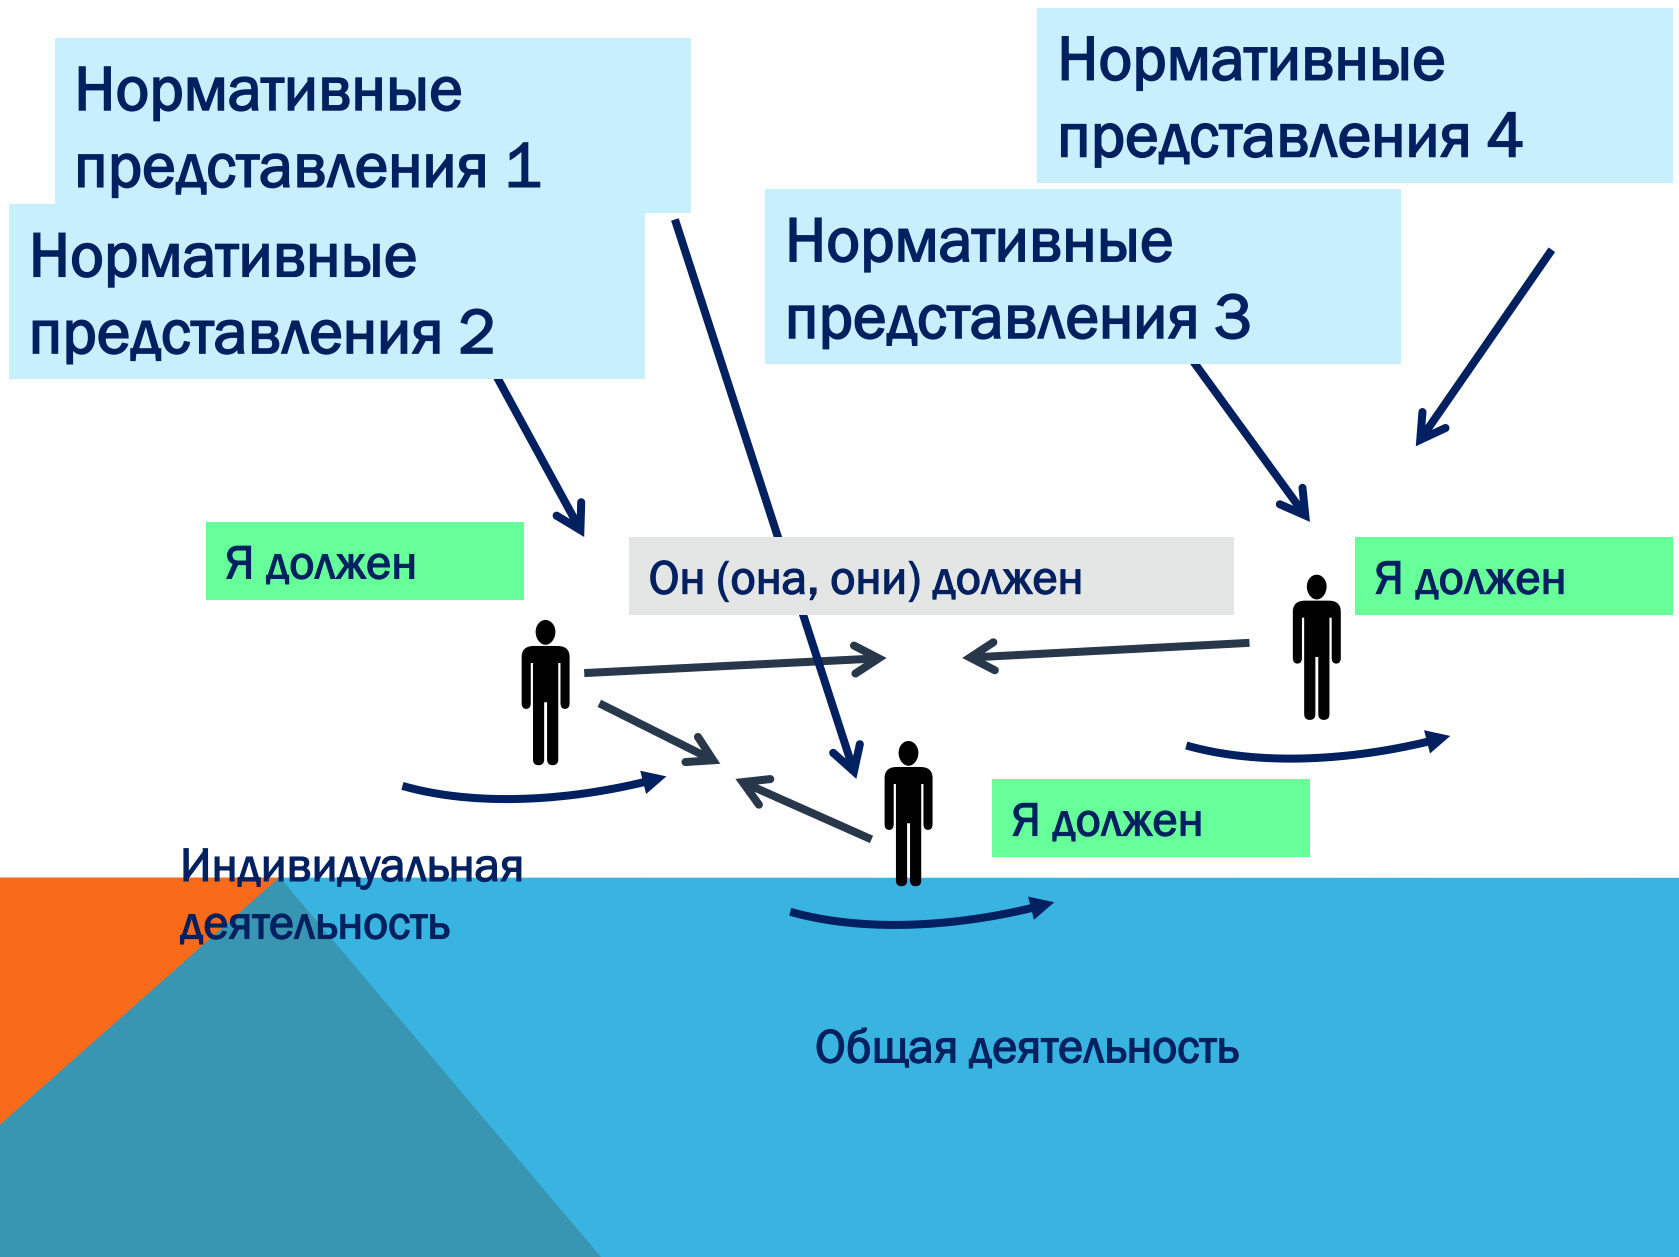 Нормативные
представления 1
Нормативные
представления 2
Нормативные
представления 4
Нормативные
представления 3
Я должен
Он (она, они) должен
Я должен
Я должен
Индивидуальная
деятельность
Общая деятельность